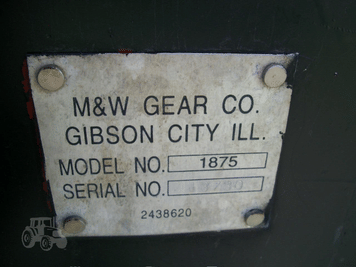 M&W GEAR CO.
GIBSON CITY ILL.
MODEL NO. 1875
SERIAL NO.
2438620